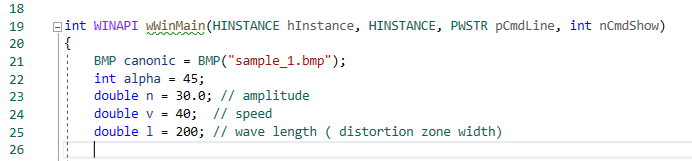 18
19 int WINAPI wWinMain(HINSTANCE hInstance, HINSTANCE, PWSTR pCmdLine, int nCmdShow)
20 {
21 BMP canonic = BMP("sample_1.bmp");
22 int alpha = 45;
23 double n = 30.0; // amplitude
24 double v = 40;  // speed
25 double l = 200; // wave length ( distortion zone width)
26